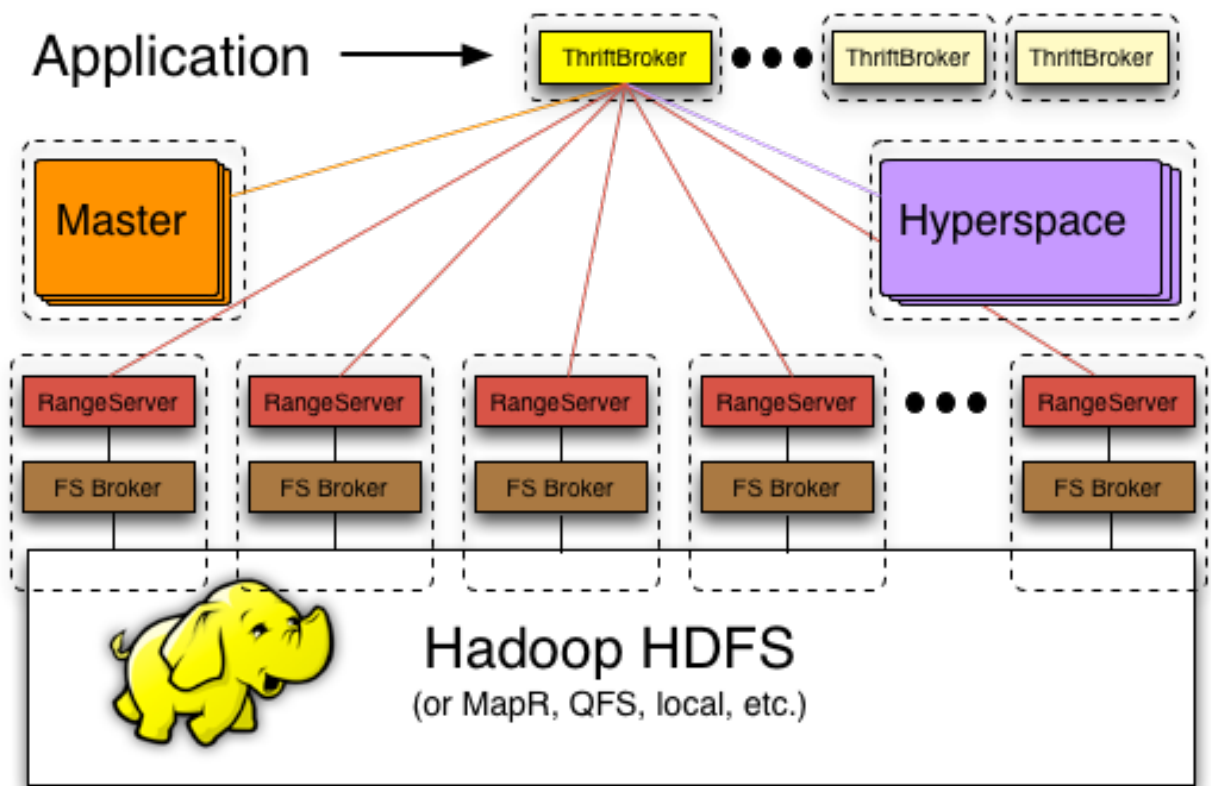 Application
ThriftBroker
ThriftBroker
ThriftBroker
Master
Hyperspace
RangeServer
RangeServer
RangeServer
RangeServer
RangeServer
FS Broker
FS Broker
FS Broker
FS Broker
FS Broker
Hadoop HDFS
(or MapR, QFS, local, etc.)